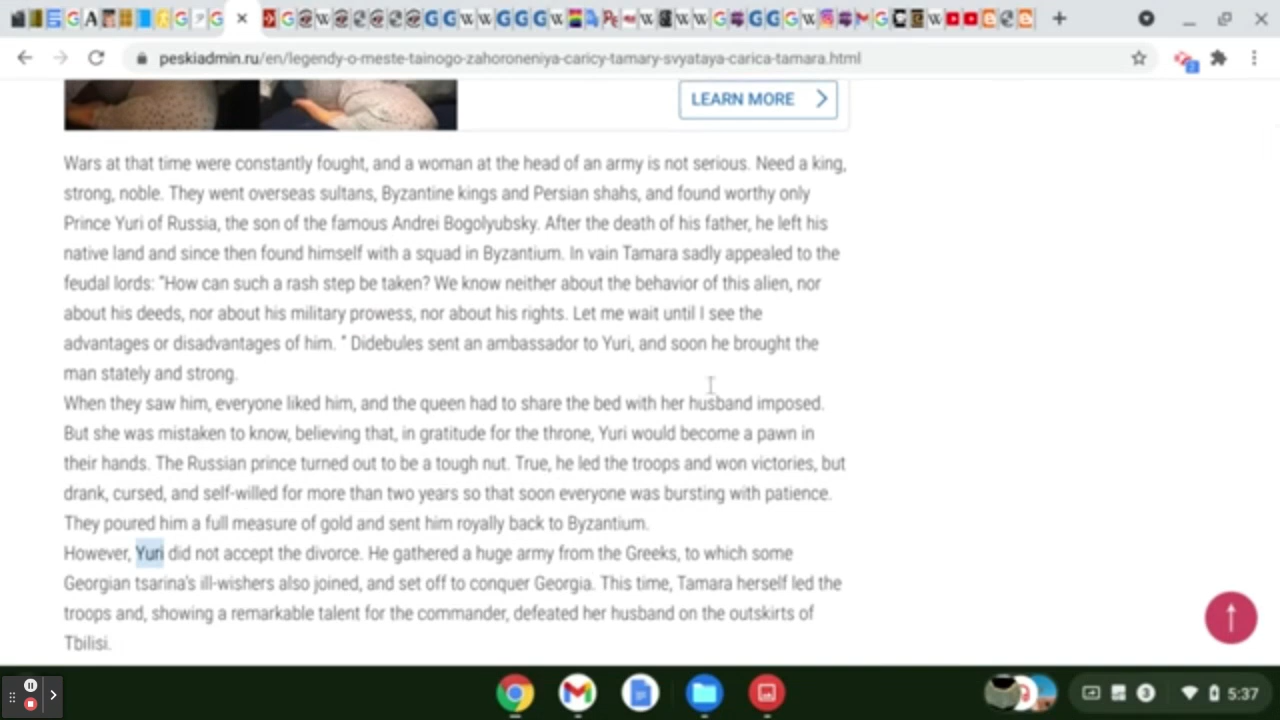 peskiadmin.ru/en/legendy-o-meste-tainogo-zahoroneniya-caricy-tamary-svyataya-carica-tamara.html
LEARN MORE
Wars at that time were constantly fought, and a woman at the head of an army is not serious. Need a king,
strong, noble. They went overseas sultans, Byzantine kings and Persian shahs, and found worthy only
Prince Yuri of Russia, the son of the famous Andrei Bogolyubsky. After the death of his father, he left his
native land and since then found himself with a squad in Byzantium. In vain Tamara sadly appealed to the
feudal lords: "How can such a rash step be taken? We know neither about the behavior of this alien, nor
about his deeds, nor about his military prowess, nor about his rights. Let me wait until I see the
advantages or disadvantages of him. " Didebules sent an ambassador to Yuri, and soon he brought the
man stately and strong.
When they saw him, everyone liked him, and the queen had to share the bed with her husband imposed.
But she was mistaken to know, believing that, in gratitude for the throne, Yuri would become a pawn in
their hands. The Russian prince turned out to be a tough nut. True, he led the troops and won victories, but
drank, cursed, and self-willed for more than two years so that soon everyone was bursting with patience.
They poured him a full measure of gold and sent him royally back to Byzantium.
However, Yuri did not accept the divorce. He gathered a huge army from the Greeks, to which some
Georgian tsarina's ill-wishers also joined, and set off to conquer Georgia. This time, Tamara herself led the
troops and, showing a remarkable talent for the commander, defeated her husband on the outskirts of
Tbilisi.
5:37